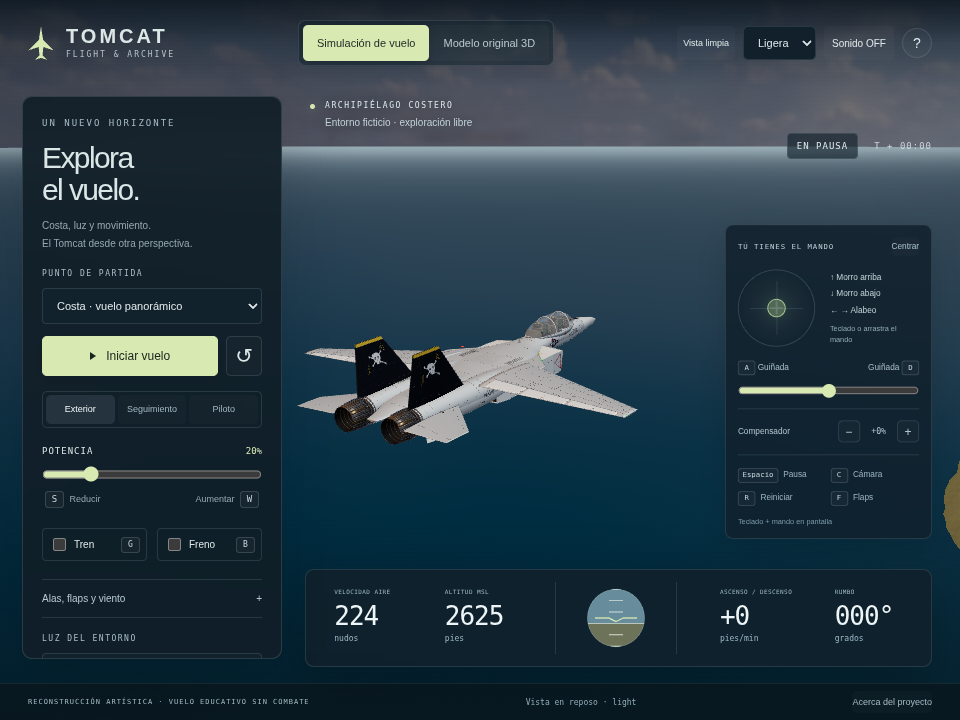 TOMCAT
FLIGHT & ARCHIVE
Simulación de vuelo
Modelo original 3D
Vista limpia
Ligera
Sonido OFF
?
UN NUEVO HORIZONTE
Explora
el vuelo.
Costa, luz y movimiento.
El Tomcat desde otra perspectiva.
PUNTO DE PARTIDA
Costa · vuelo panorámico
Iniciar vuelo
↺
Exterior
Seguimiento
Piloto
POTENCIA
20%
S Reducir
Aumentar W
Tren G
Freno B
Alas, flaps y viento +
LUZ DEL ENTORNO
ARCHIPIÉLAGO COSTERO
Entorno ficticio · exploración libre
EN PAUSA
T + 00:00
TÚ TIENES EL MANDO
Centrar
↑ Morro arriba
↓ Morro abajo
← → Alabeo
Teclado o arrastra el
mando
A Guiñada
Guiñada D
Compensador
− +0% +
Espacio Pausa
C Cámara
R Reiniciar
F Flaps
Teclado + mando en pantalla
VELOCIDAD AIRE
224
nudos
ALTITUD MSL
2625
pies
ASCENSO / DESCENSO
+0
pies/min
RUMBO
000°
grados
RECONSTRUCCIÓN ARTÍSTICA · VUELO EDUCATIVO SIN COMBATE
Vista en reposo · light
Acerca del proyecto